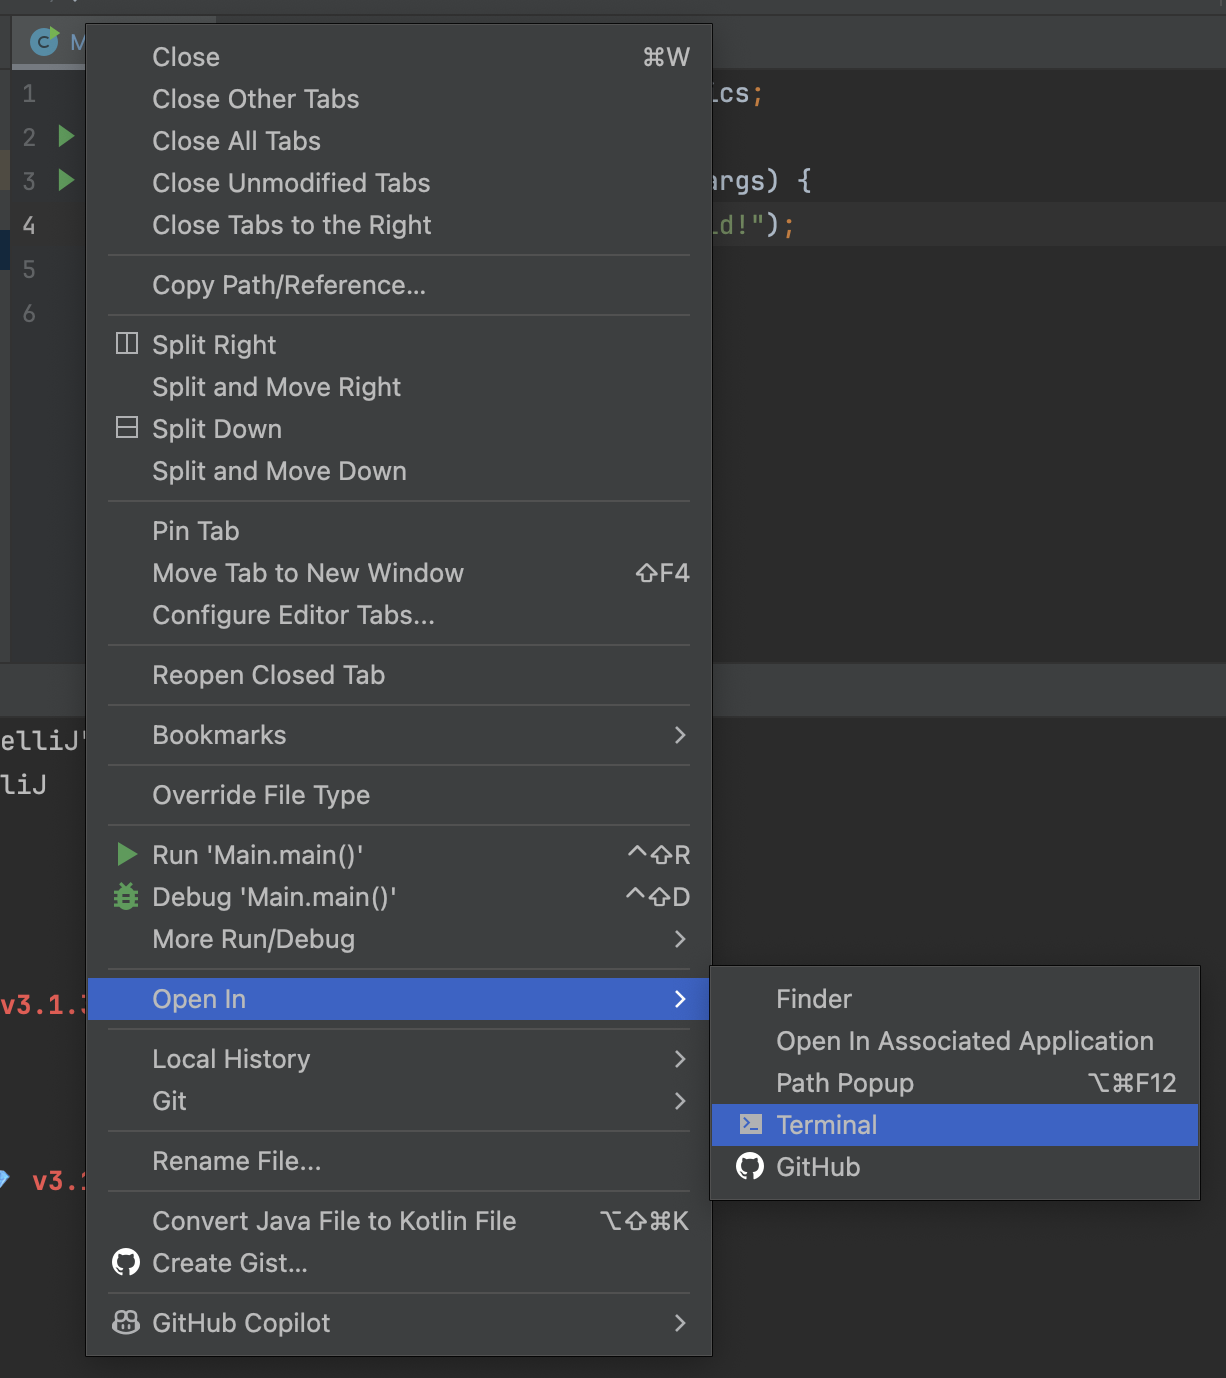 Close ⌘W
1 ics;
Close Other Tabs
2 Close All Tabs
3 Close Unmodified Tabs args) {
4 Close Tabs to the Right ld!");
5
Copy Path/Reference...
6
Split Right
Split and Move Right
Split Down
Split and Move Down
Pin Tab
Move Tab to New Window ⇧F4
Configure Editor Tabs...
Reopen Closed Tab
Bookmarks
elliJ'
liJ
Override File Type
Run 'Main.main()' ^⇧R
Debug 'Main.main()' ^⇧D
More Run/Debug
v3.1.
Open In
Local History
Git
Rename File...
v3.1
Convert Java File to Kotlin File ⌥⇧⌘K
Create Gist...
GitHub Copilot
Finder
Open In Associated Application
Path Popup ⌥⌘F12
Terminal
GitHub